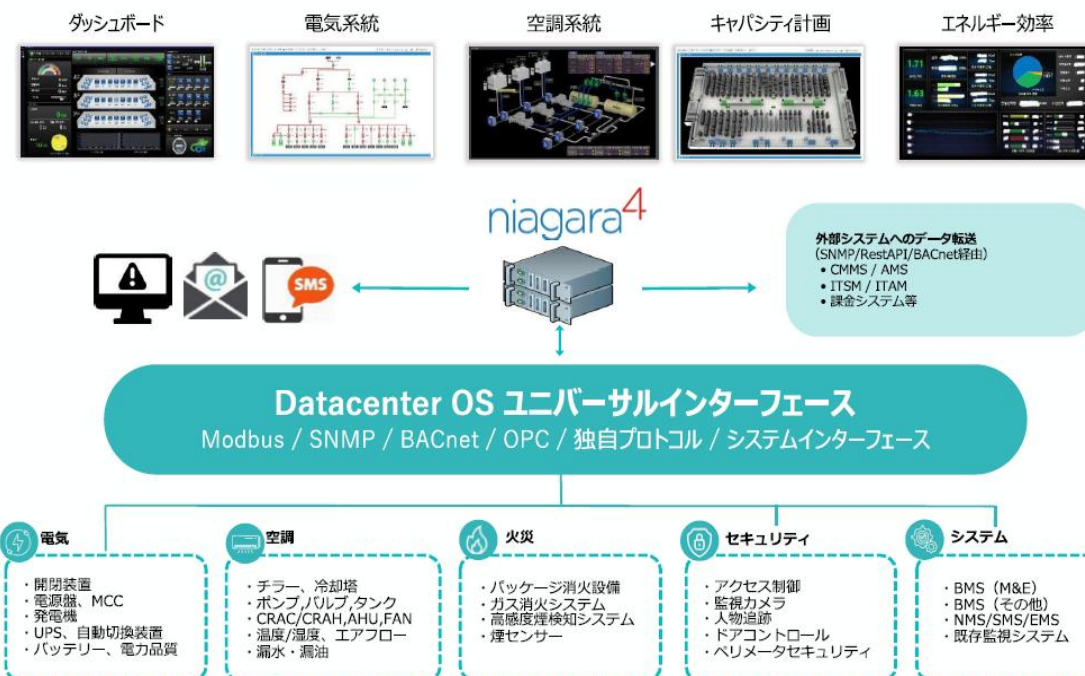 ダッシュボード
電気系統
空調系統
キャパシティ計画
エネルギー効率
1.71
1.63
niagara4
@
SMS
外部システムへのデータ転送
(SNMP/RestAPI/BACnet経由)
• CMMS / AMS
• ITSM / ITAM
• 課金システム等
Datacenter OS ユニバーサルインターフェース
Modbus / SNMP / BACnet / OPC / 独自プロトコル / システムインターフェース
電気
・開閉装置
・電源盤、MCC
・発電機
・UPS、自動切換装置
・バッテリー、電力品質
空調
・チラー、冷却塔
・ポンプ,バルブ,タンク
・CRAC/CRAH,AHU,FAN
・温度/湿度、エアフロー
・漏水・漏油
火災
・パッケージ消火設備
・ガス消火システム
・高感度煙検知システム
・煙センサー
セキュリティ
・アクセス制御
・監視カメラ
・人物追跡
・ドアコントロール
・ペリメータセキュリティ
システム
・BMS（M&E）
・BMS（その他）
・NMS/SMS/EMS
・既存監視システム